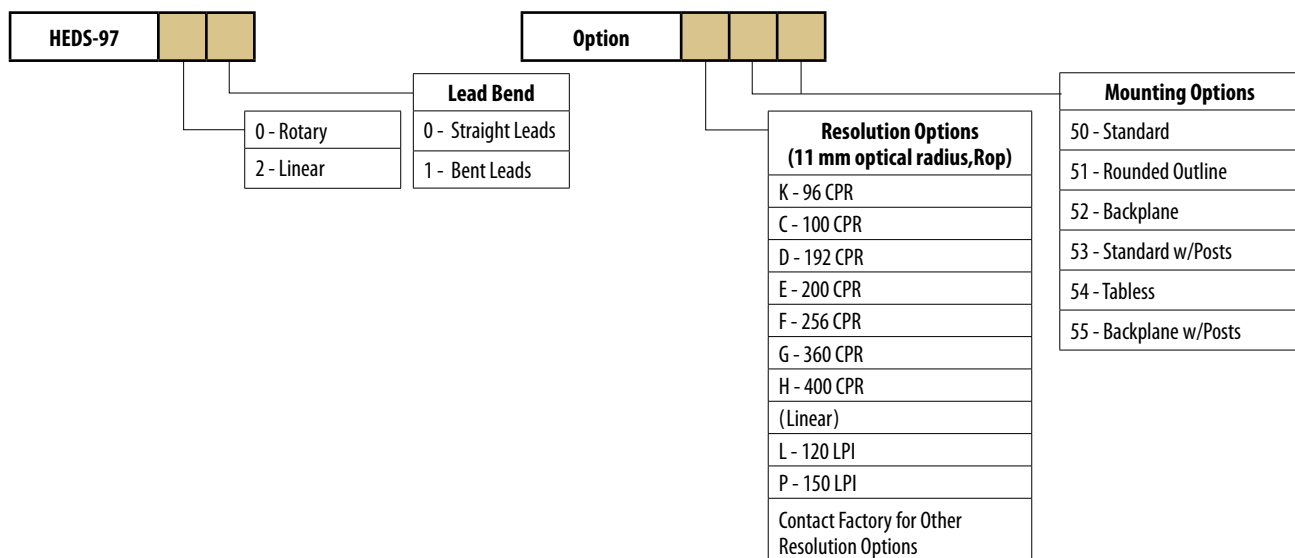 HEDS-97
Option
Lead Bend
0 - Straight Leads
1 - Bent Leads
0 - Rotary
2 - Linear
Resolution Options
(11 mm optical radius,Rop)
K - 96 CPR
C - 100 CPR
D - 192 CPR
E - 200 CPR
F - 256 CPR
G - 360 CPR
H - 400 CPR
(Linear)
L - 120 LPI
P - 150 LPI
Contact Factory for Other
Resolution Options
Mounting Options
50 - Standard
51 - Rounded Outline
52 - Backplane
53 - Standard w/Posts
54 - Tabless
55 - Backplane w/Posts